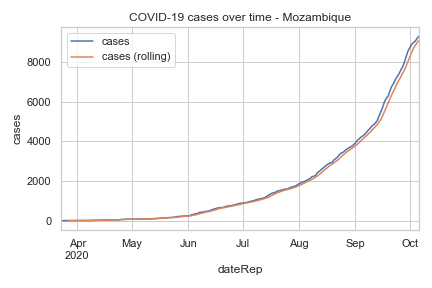 COVID-19 cases over time - Mozambique
cases
cases (rolling)
8000
6000
4000
2000
0
cases
Apr
2020
May
Jun
Jul
Aug
Sep
Oct
dateRep